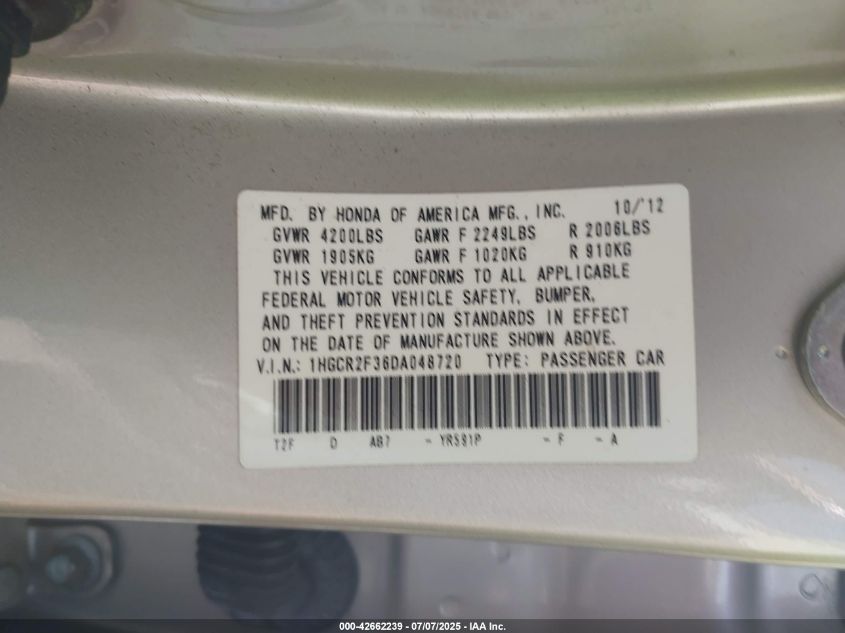 MFD. BY HONDA OF AMERICA MFG., INC. 10/'12
GVWR 4200LBS GAWR F 2249LBS R 2006LBS
GVWR 1905KG GAWR F 1020KG R 910KG
THIS VEHICLE CONFORMS TO ALL APPLICABLE
FEDERAL MOTOR VEHICLE SAFETY, BUMPER,
AND THEFT PREVENTION STANDARDS IN EFFECT
ON THE DATE OF MANUFACTURE SHOWN ABOVE.
V.I.N.: 1HGCR2F36DA048720 TYPE: PASSENGER CAR
T2F D AB7 - YR591P - F - A
000-42662239 - 07/07/2025 - IAA Inc.